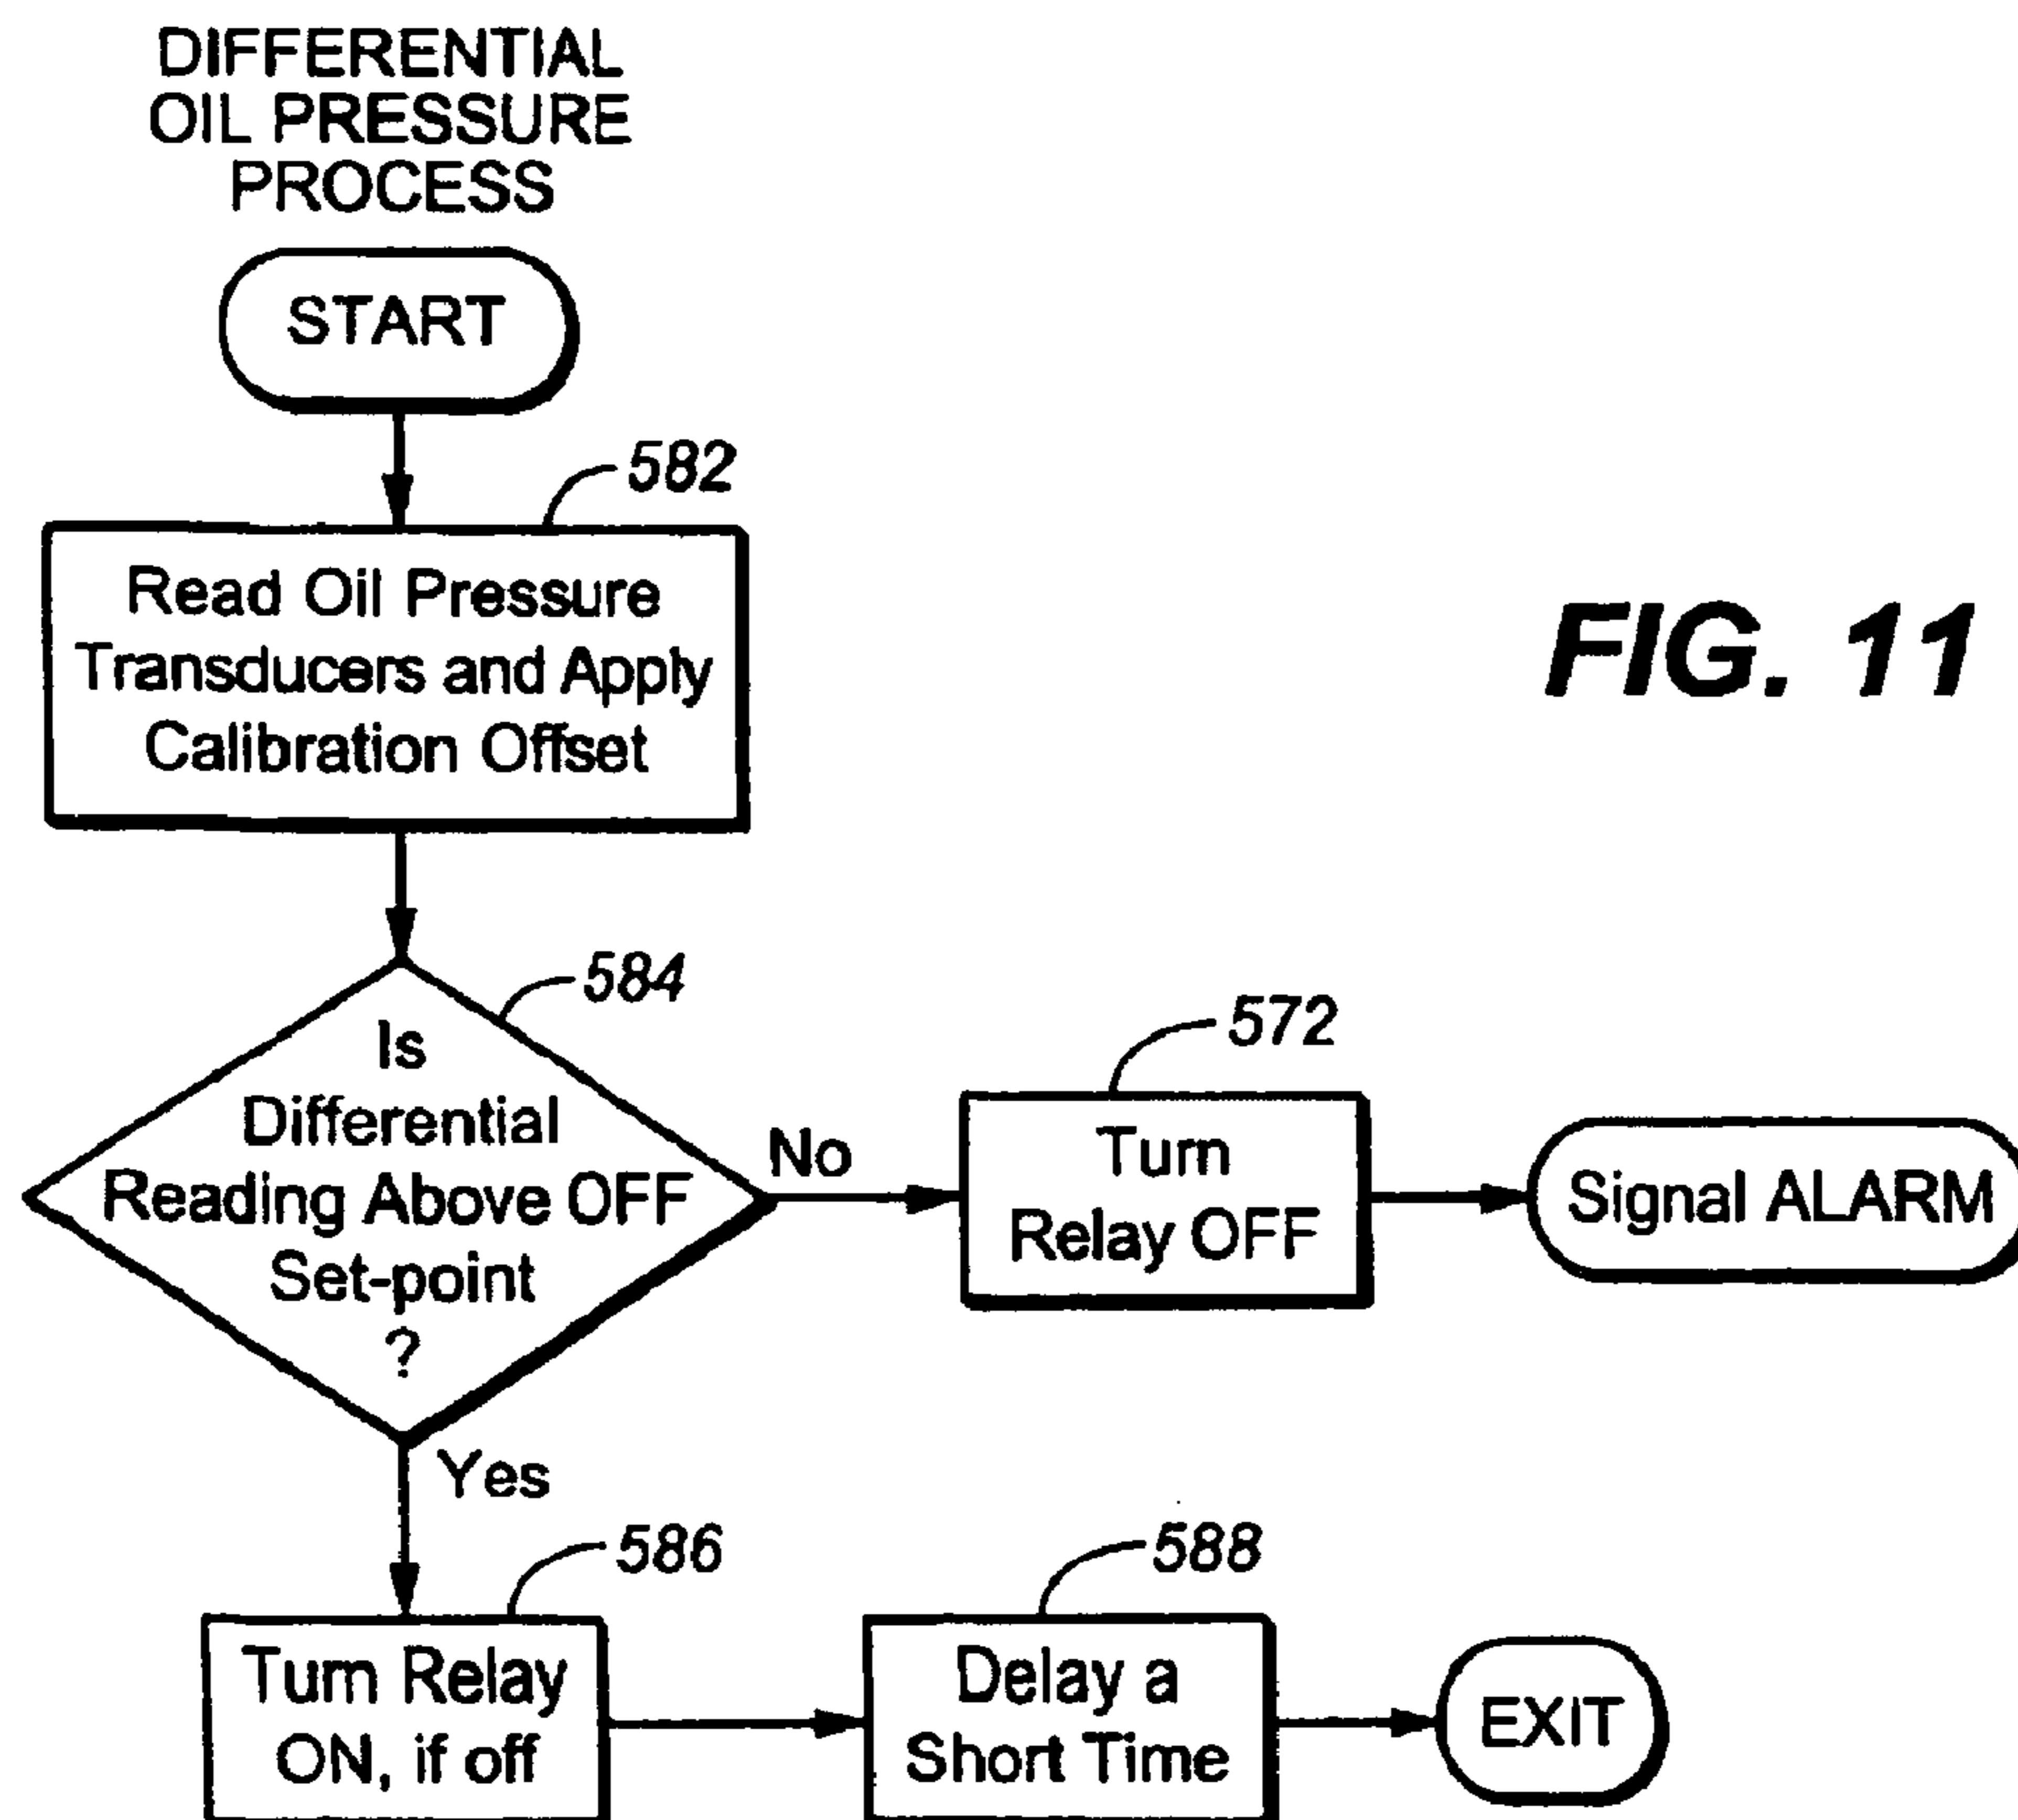 DIFFERENTIAL
OIL PRESSURE
PROCESS
START
582
Read Oil Pressure
Transducers and Apply
Calibration Offset
FIG. 11
584
Is
Differential
Reading Above OFF
Set-point
?
No
572
Turn
Relay OFF
Signal ALARM
Yes
586
Turn Relay
ON, if off
588
Delay a
Short Time
EXIT